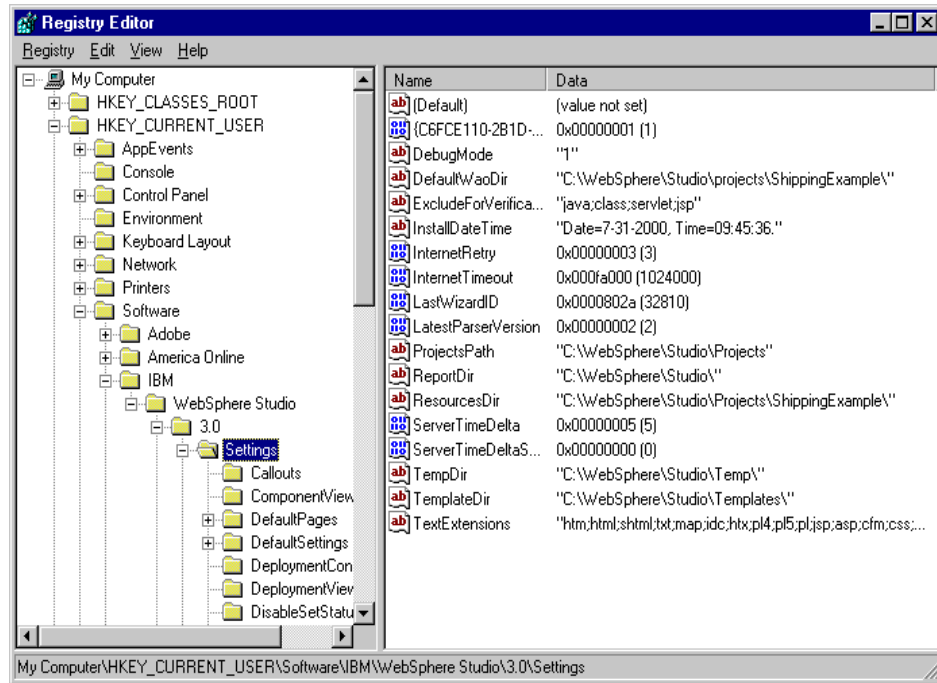 Registry Editor
Registry Edit View Help
My Computer
HKEY_CLASSES_ROOT
HKEY_CURRENT_USER
AppEvents
Console
Control Panel
Environment
Keyboard Layout
Network
Printers
Software
Adobe
America Online
IBM
WebSphere Studio
3.0
Settings
Callouts
ComponentView
DefaultPages
DefaultSettings
DeploymentCon
DeploymentView
DisableSetStatu
Name Data
(Default) (value not set)
{C6FCE110-2B1D-... 0x00000001 (1)
DebugMode "1"
DefaultWaoDir "C:\WebSphere\Studio\projects\ShippingExample\"
ExcludeForVerifica... "java;class;servlet;jsp"
InstallDateTime "Date=7-31-2000, Time=09:45:36."
InternetRetry 0x00000003 (3)
InternetTimeout 0x000fa000 (1024000)
LastWizardID 0x0000802a (32810)
LatestParserVersion 0x00000002 (2)
ProjectsPath "C:\WebSphere\Studio\Projects"
ReportDir "C:\WebSphere\Studio\"
ResourcesDir "C:\WebSphere\Studio\Projects\ShippingExample\"
ServerTimeDelta 0x00000005 (5)
ServerTimeDeltaS... 0x00000000 (0)
TempDir "C:\WebSphere\Studio\Temp\"
TemplateDir "C:\WebSphere\Studio\Templates\"
TextExtensions "htm;html;shtml;txt;map;idc;htx;pl4;pl5;pl;jsp;asp;cfm;css;...
My Computer\HKEY_CURRENT_USER\Software\IBM\WebSphere Studio\3.0\Settings